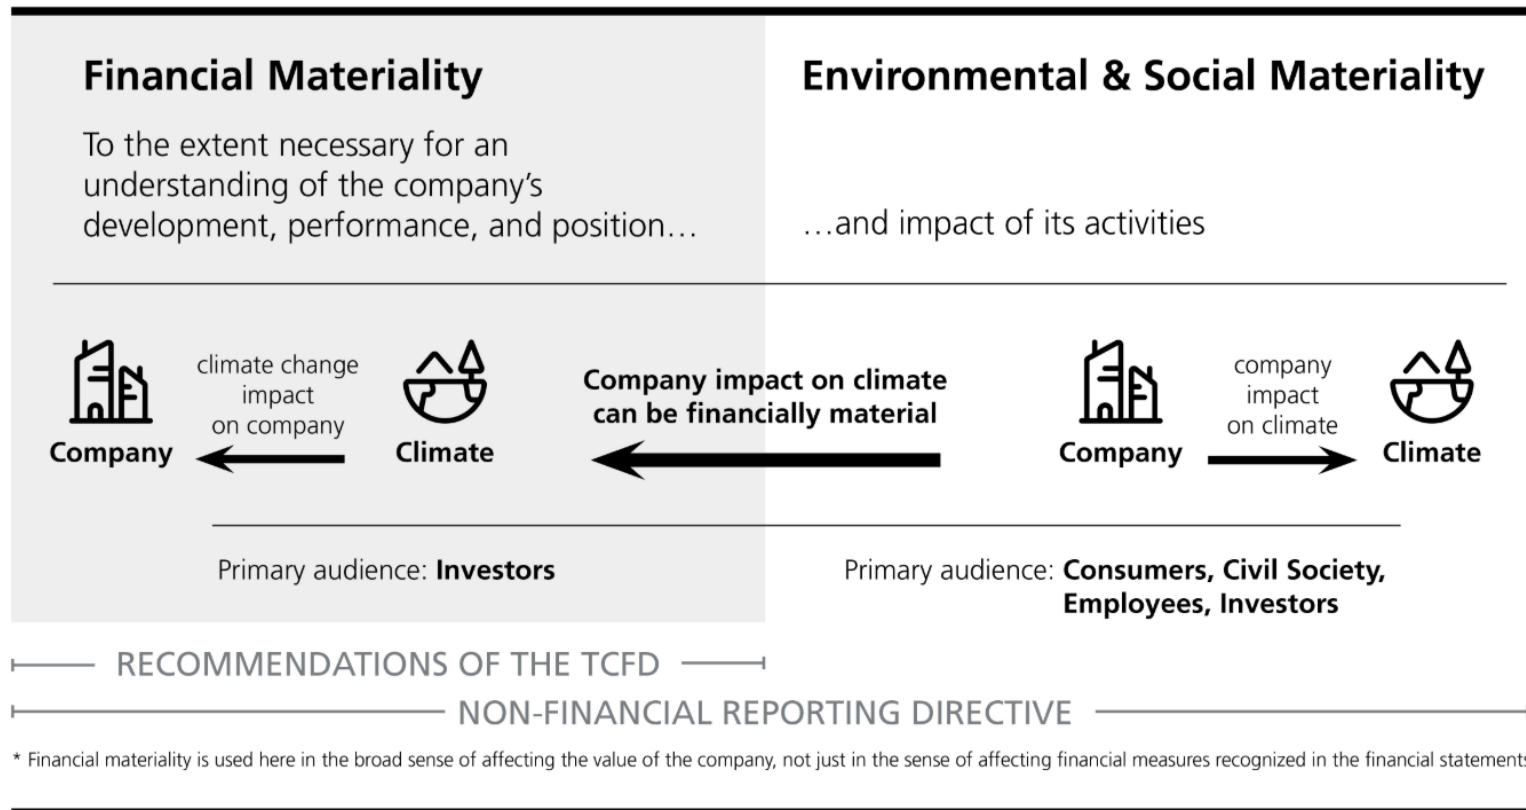 Financial Materiality
To the extent necessary for an
understanding of the company’s
development, performance, and position…
Environmental & Social Materiality
…and impact of its activities
climate change
impact
on company
Company
Climate
Company impact on climate
can be financially material
company
impact
on climate
Company
Climate
Primary audience: Investors
Primary audience: Consumers, Civil Society,
Employees, Investors
RECOMMENDATIONS OF THE TCFD
NON-FINANCIAL REPORTING DIRECTIVE
* Financial materiality is used here in the broad sense of affecting the value of the company, not just in the sense of affecting financial measures recognized in the financial statements